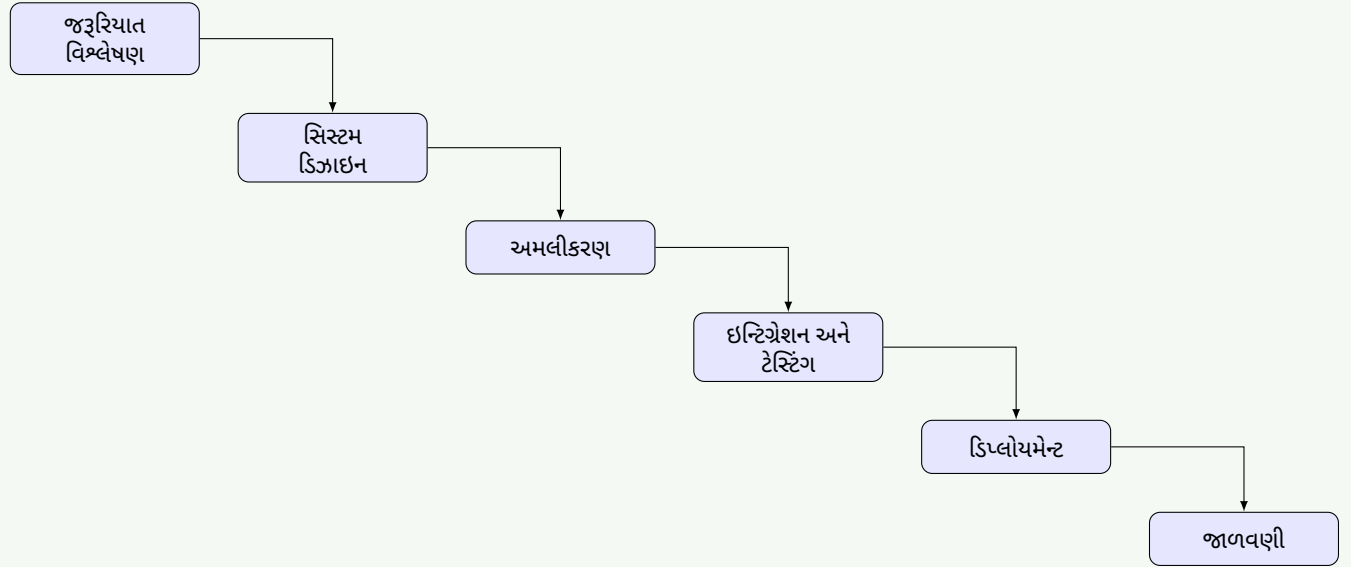 જરૂરિયાત
વિશ્લેષણ
સિસ્ટમ
ડિઝાઇન
અમલીકરણ
ઇન્ટિગ્રેશન અને
ટેસ્ટિંગ
ડિપ્લોયમેન્ટ
જાળવણી